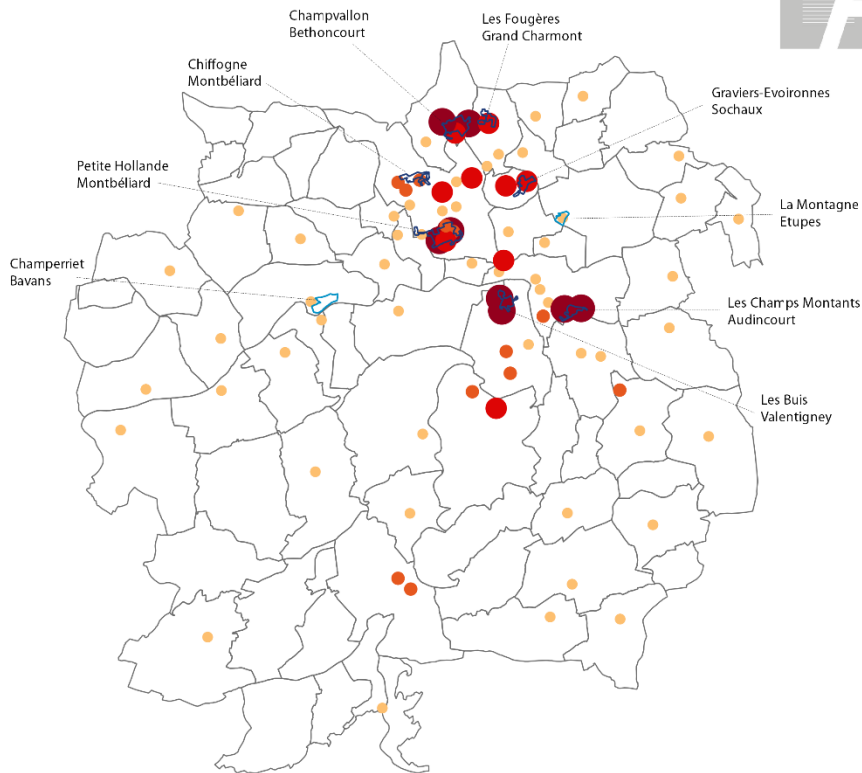 Champvallon
Bethoncourt
Les Fougères
Grand Charmont
Chiffogne
Montbéliard
Graviers-Evoironnes
Sochaux
Petite Hollande
Montbéliard
La Montagne
Etupes
Champerriet
Bavans
Les Champs Montants
Audincourt
Les Buis
Valentigney